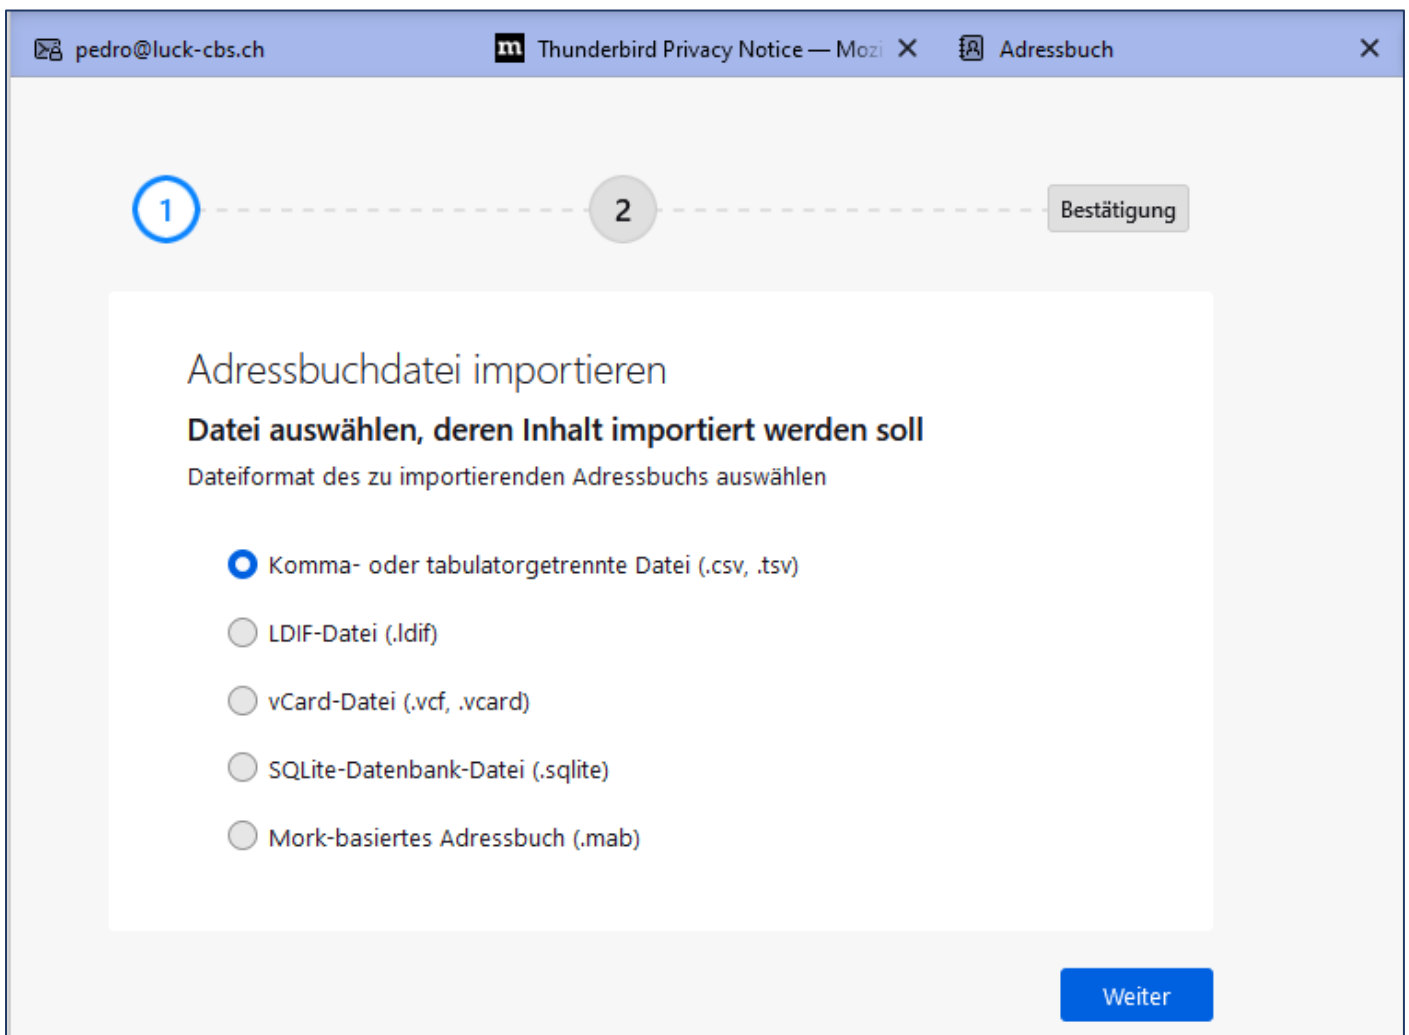 pedro@luck-cbs.ch
m Thunderbird Privacy Notice — Mozi
Adressbuch
1
2
Bestätigung
Adressbuchdatei importieren
Datei auswählen, deren Inhalt importiert werden soll
Dateiformat des zu importierenden Adressbuchs auswählen
Komma- oder tabulatorgetrennte Datei (.csv, .tsv)
LDIF-Datei (.ldif)
vCard-Datei (.vcf, .vcard)
SQLite-Datenbank-Datei (.sqlite)
Mork-basiertes Adressbuch (.mab)
Weiter